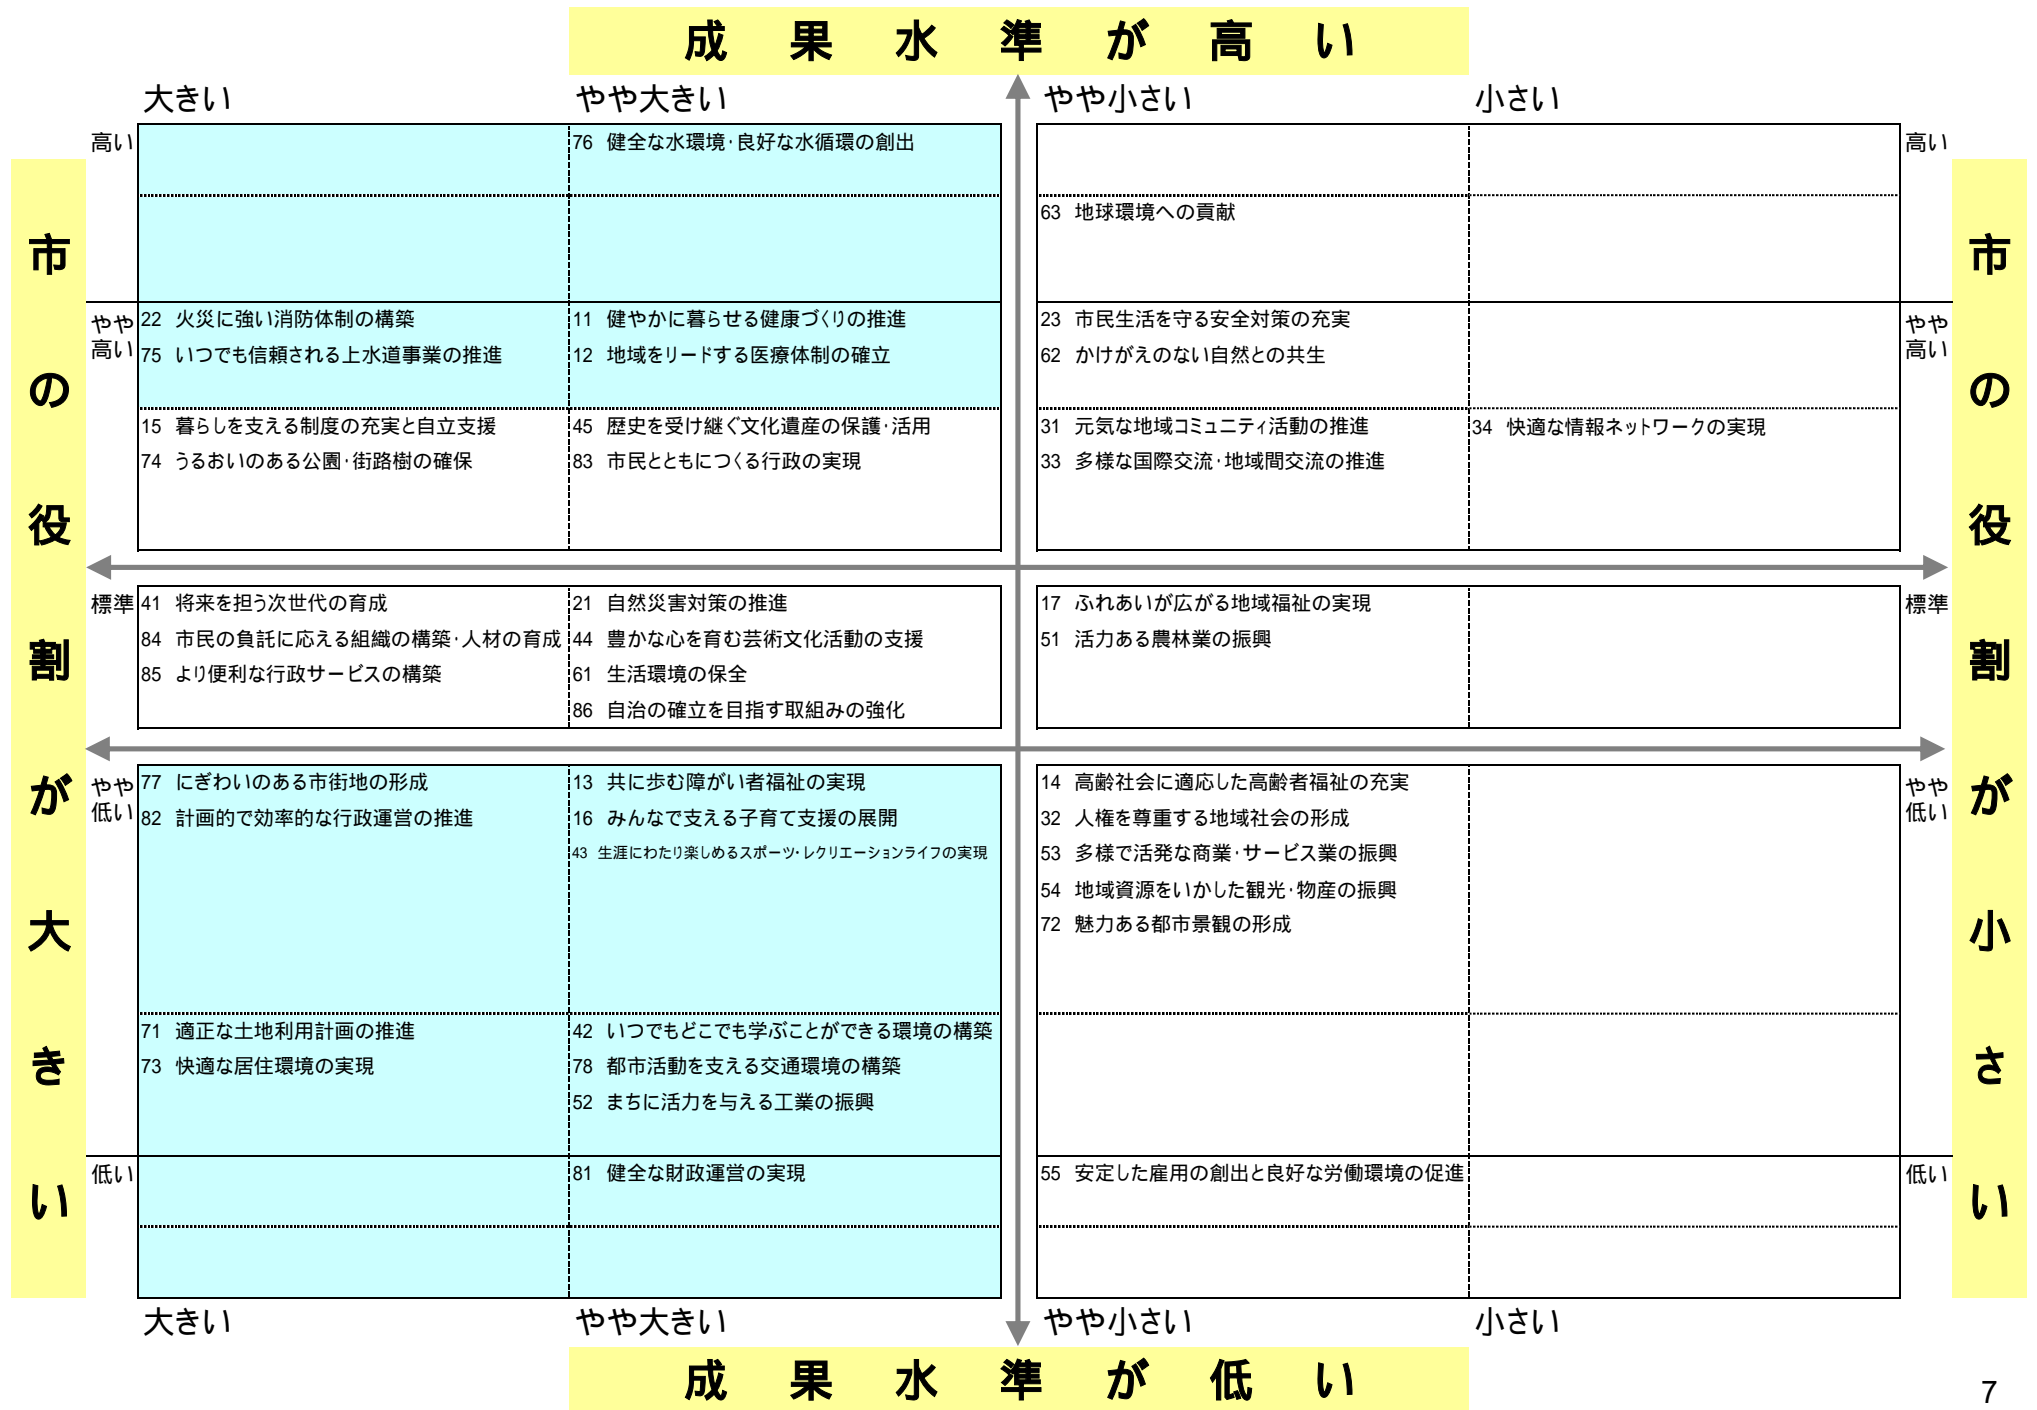 成果水準が高い
大きい
やや大きい
やや小さい
小さい
市の役割が大きい
市の役割が小さい
高い
高い
76 健全な水環境・良好な水循環の創出
63 地球環境への貢献
やや高い
やや高い
22 火災に強い消防体制の構築
75 いつでも信頼される上水道事業の推進
11 健やかに暮らせる健康づくりの推進
12 地域をリードする医療体制の確立
23 市民生活を守る安全対策の充実
62 かけがえのない自然との共生
15 暮らしを支える制度の充実と自立支援
74 うるおいのある公園・街路樹の確保
45 歴史を受け継ぐ文化遺産の保護・活用
83 市民とともにつくる行政の実現
31 元気な地域コミュニティ活動の推進
33 多様な国際交流・地域間交流の推進
34 快適な情報ネットワークの実現
標準
標準
41 将来を担う次世代の育成
84 市民の負託に応える組織の構築・人材の育成
85 より便利な行政サービスの構築
21 自然災害対策の推進
44 豊かな心を育む芸術文化活動の支援
61 生活環境の保全
86 自治の確立を目指す取組みの強化
17 ふれあいが広がる地域福祉の実現
51 活力ある農林業の振興
やや低い
やや低い
77 にぎわいのある市街地の形成
82 計画的で効率的な行政運営の推進
13 共に歩む障がい者福祉の実現
16 みんなで支える子育て支援の展開
43 生涯にわたり楽しめるスポーツ・レクリエーションライフの実現
14 高齢社会に適応した高齢者福祉の充実
32 人権を尊重する地域社会の形成
53 多様で活発な商業・サービス業の振興
54 地域資源をいかした観光・物産の振興
72 魅力ある都市景観の形成
71 適正な土地利用計画の推進
73 快適な居住環境の実現
42 いつでもどこでも学ぶことができる環境の構築
78 都市活動を支える交通環境の構築
52 まちに活力を与える工業の振興
低い
低い
81 健全な財政運営の実現
55 安定した雇用の創出と良好な労働環境の促進
大きい
やや大きい
やや小さい
小さい
成果水準が低い
7